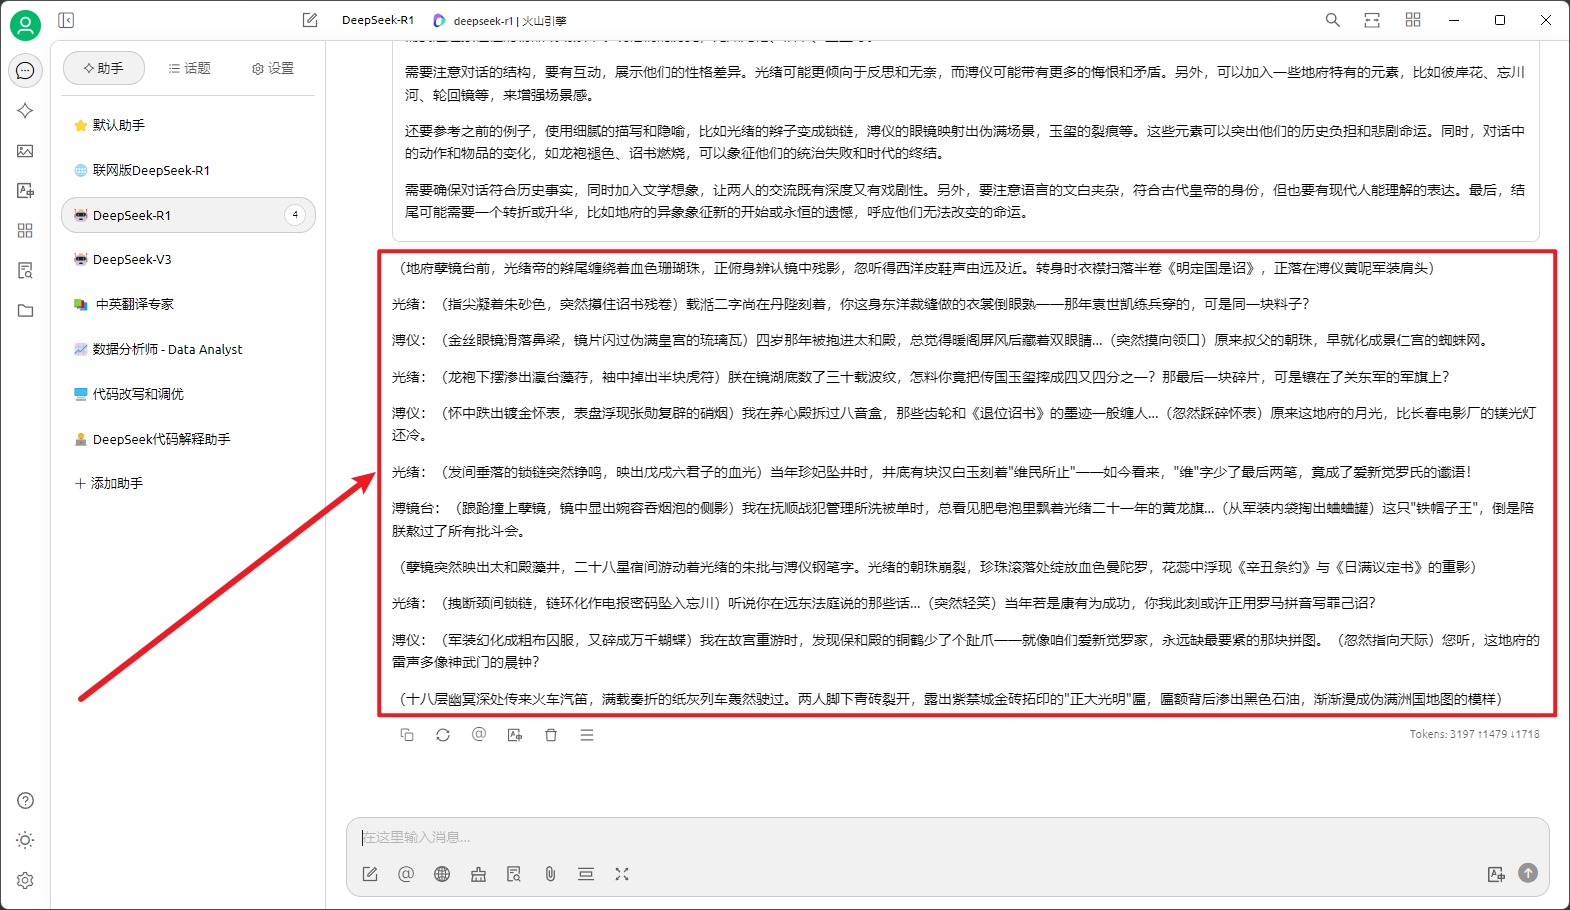 DeepSeek-R1
deepseek-r1 | 火山引擎
助手
话题
设置
默认助手
联网版DeepSeek-R1
DeepSeek-R1
4
DeepSeek-V3
中英翻译专家
数据分析师 - Data Analyst
代码改写和调优
DeepSeek代码解释助手
添加助手
需要注意对话的结构，要有互动，展示他们的性格差异。光绪可能更倾向于反思和无奈，而溥仪可能带有更多的悔恨和矛盾。另外，可以加入一些地府特有的元素，比如彼岸花、忘川
河、轮回镜等，来增强场景感。
还要参考之前的例子，使用细腻的描写和隐喻，比如光绪的辫子变成锁链，溥仪的眼镜映射出伪满场景，玉玺的裂痕等。这些元素可以突出他们的历史负担和悲剧命运。同时，对话中
的动作和物品的变化，如龙袍褪色、诏书燃烧，可以象征他们的统治失败和时代的终结。
需要确保对话符合历史事实，同时加入文学想象，让两人的交流既有深度又有戏剧性。另外，要注意语言的文白夹杂，符合古代皇帝的身份，但也要有现代人能理解的表达。最后，结
尾可能需要一个转折或升华，比如地府的异象象征新的开始或永恒的遗憾，呼应他们无法改变的命运。
（地府孽镜台前，光绪帝的辫尾缠绕着血色珊瑚珠，正俯身辨认镜中残影，忽听得西洋皮鞋声由远及近。转身时衣襟扫落半卷《明定国是诏》，正落在溥仪黄呢军装肩头）
光绪：（指尖凝着朱砂色，突然攥住诏书残卷）载湉二字尚在丹陛刻着，你这身东洋裁缝做的衣裳倒眼熟——那年袁世凯练兵穿的，可是同一块料子？
溥仪：（金丝眼镜滑落鼻梁，镜片闪过伪满皇宫的琉璃瓦）四岁那年被抱进太和殿，总觉得暖阁屏风后藏着双眼睛...（突然摸向领口）原来叔父的朝珠，早就化成景仁宫的蜘蛛网。
光绪：（龙袍下摆渗出瀛台藻荇，袖中掉出半块虎符）朕在镜湖底数了三十载波纹，怎料你竟把传国玉玺摔成四又四分之一？那最后一块碎片，可是镶在了关东军的军旗上？
溥仪：（怀中跌出镀金怀表，表盘浮现张勋复辟的硝烟）我在养心殿拆过八音盒，那些齿轮和《退位诏书》的墨迹一般缠人...（忽然踩碎怀表）原来这地府的月光，比长春电影厂的镁光灯
还冷。
光绪：（发间垂落的锁链突然铮鸣，映出戊戌六君子的血光）当年珍妃坠井时，井底有块汉白玉刻着"维民所止"——如今看来，"维"字少了最后两笔，竟成了爱新觉罗氏的谶语！
溥镜台：（踉跄撞上孽镜，镜中显出婉容吞烟泡的侧影）我在抚顺战犯管理所洗被单时，总看见肥皂泡里飘着光绪二十一年的黄龙旗...（从军装内袋掏出蛐蛐罐）这只"铁帽子王"，倒是陪
朕熬过了所有批斗会。
（孽镜突然映出太和殿藻井，二十八星宿间游动着光绪的朱批与溥仪钢笔字。光绪的朝珠崩裂，珍珠滚落处绽放血色曼陀罗，花蕊中浮现《辛丑条约》与《日满议定书》的重影）
光绪：（拽断颈间锁链，链环化作电报密码坠入忘川）听说你在远东法庭说的那些话...（突然轻笑）当年若是康有为成功，你我此刻或许正用罗马拼音写罪己诏？
溥仪：（军装幻化成粗布囚服，又碎成万千蝴蝶）我在故宫重游时，发现保和殿的铜鹤少了个趾爪——就像咱们爱新觉罗家，永远缺最要紧的那块拼图。（忽然指向天际）您听，这地府的
雷声多像神武门的晨钟？
（十八层幽冥深处传来火车汽笛，满载奏折的纸灰列车轰然驶过。两人脚下青砖裂开，露出紫禁城金砖拓印的"正大光明"匾，匾额背后渗出黑色石油，渐渐漫成伪满洲国地图的模样）
Tokens: 3197 ↑1479 ↓1718
在这里输入消息...